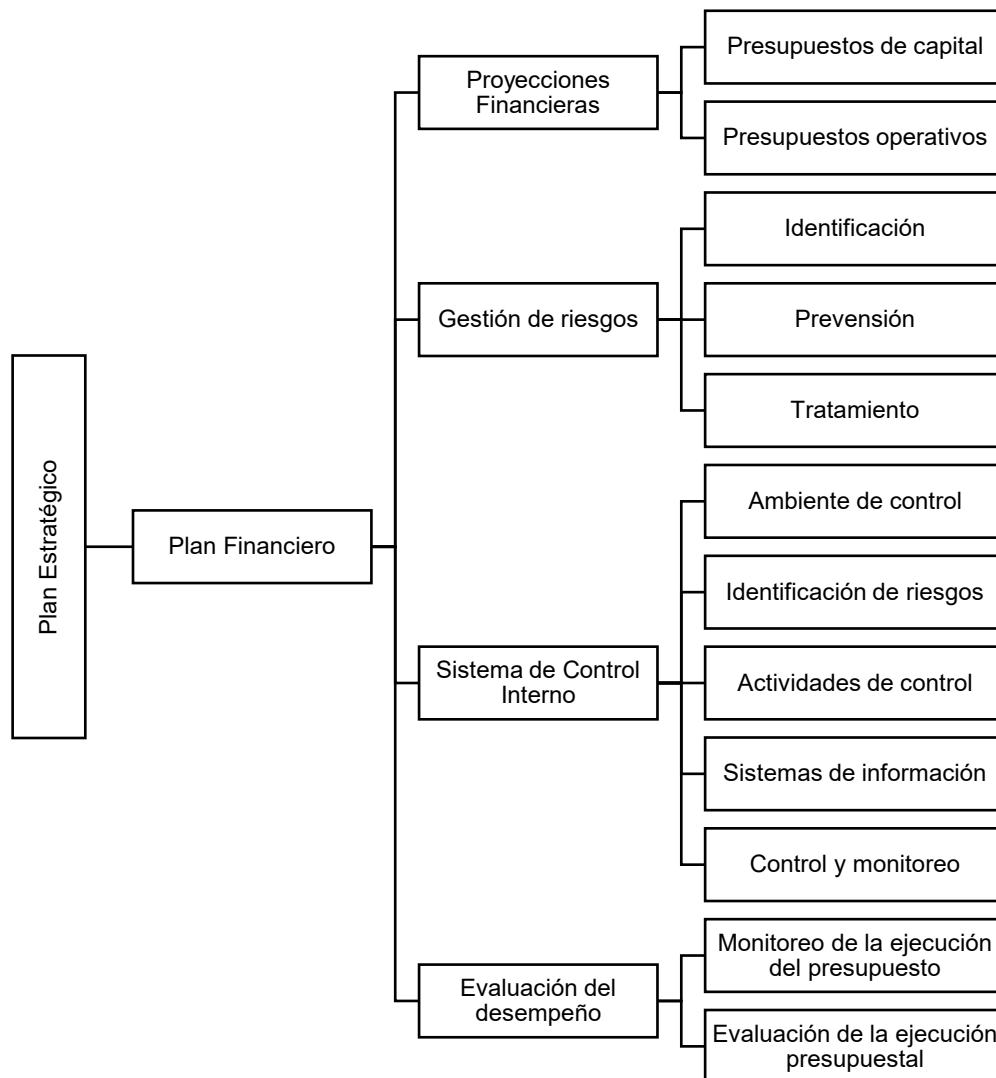 Plan Estratégico
Plan Financiero
Proyecciones
Financieras
Presupuestos de capital
Presupuestos operativos
Gestión de riesgos
Identificación
Prevensión
Tratamiento
Sistema de Control
Interno
Ambiente de control
Identificación de riesgos
Actividades de control
Sistemas de información
Control y monitoreo
Evaluación del
desempeño
Monitoreo de la ejecución
del presupuesto
Evaluación de la ejecución
presupuestal